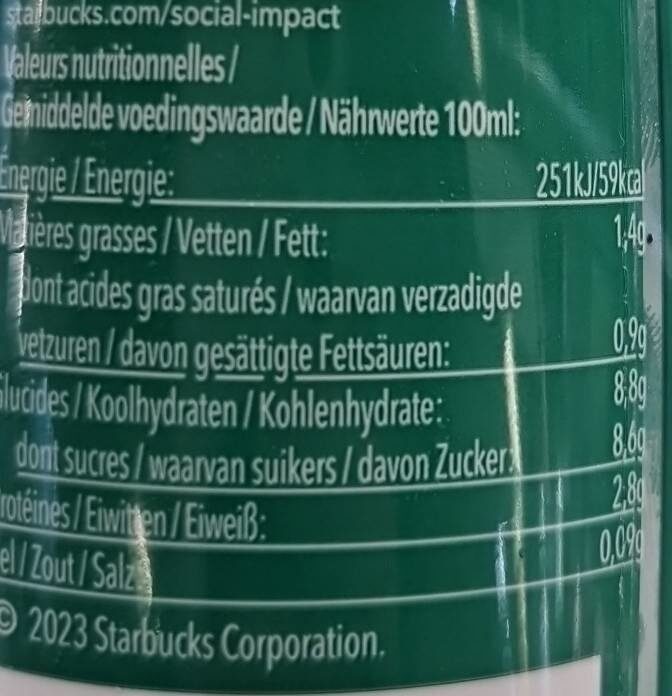 starbucks.com/social-impact
Valeurs nutritionnelles /
Gemiddelde voedingswaarde / Nährwerte 100ml:
Énergie / Energie: 251kJ/59kcal
Matières grasses / Vetten / Fett: 1,4g
dont acides gras saturés / waarvan verzadigde
vetzuren / davon gesättigte Fettsäuren: 0,9g
Glucides / Koolhydraten / Kohlenhydrate: 8,8g
dont sucres / waarvan suikers / davon Zucker: 8,6g
Protéines / Eiwitten / Eiweiß: 2,8g
Sel / Zout / Salz 0,09g
© 2023 Starbucks Corporation.